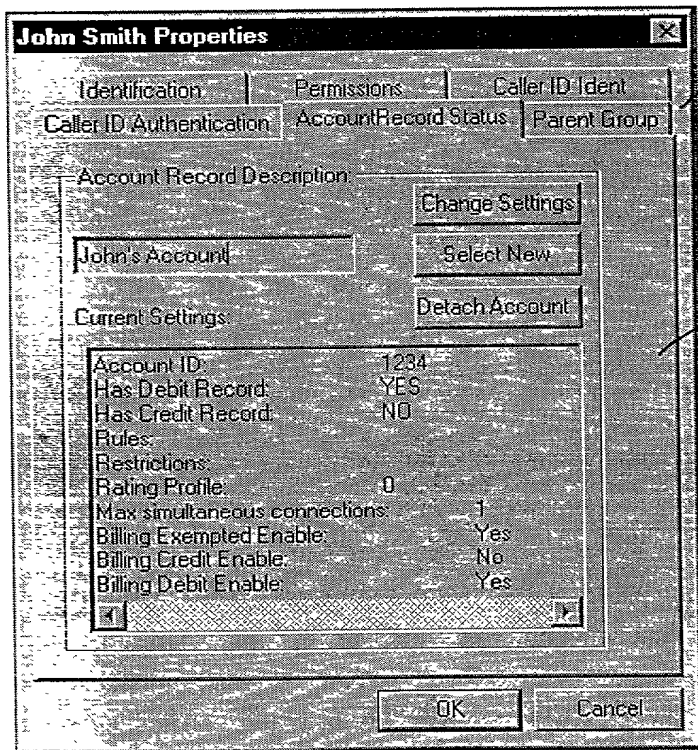 John Smith Properties
Identification Permissions Caller ID Ident
Caller ID Authentication AccountRecord Status Parent Group
Account Record Description:
Change Settings
John's Account Select New
Detach Account
Current Settings:
Account ID: 1234
Has Debit Record: YES
Has Credit Record: NO
Rules:
Restrictions:
Rating Profile: 0
Max simultaneous connections: 1
Billing Exempted Enable: Yes
Billing Credit Enable: No
Billing Debit Enable: Yes
OK Cancel